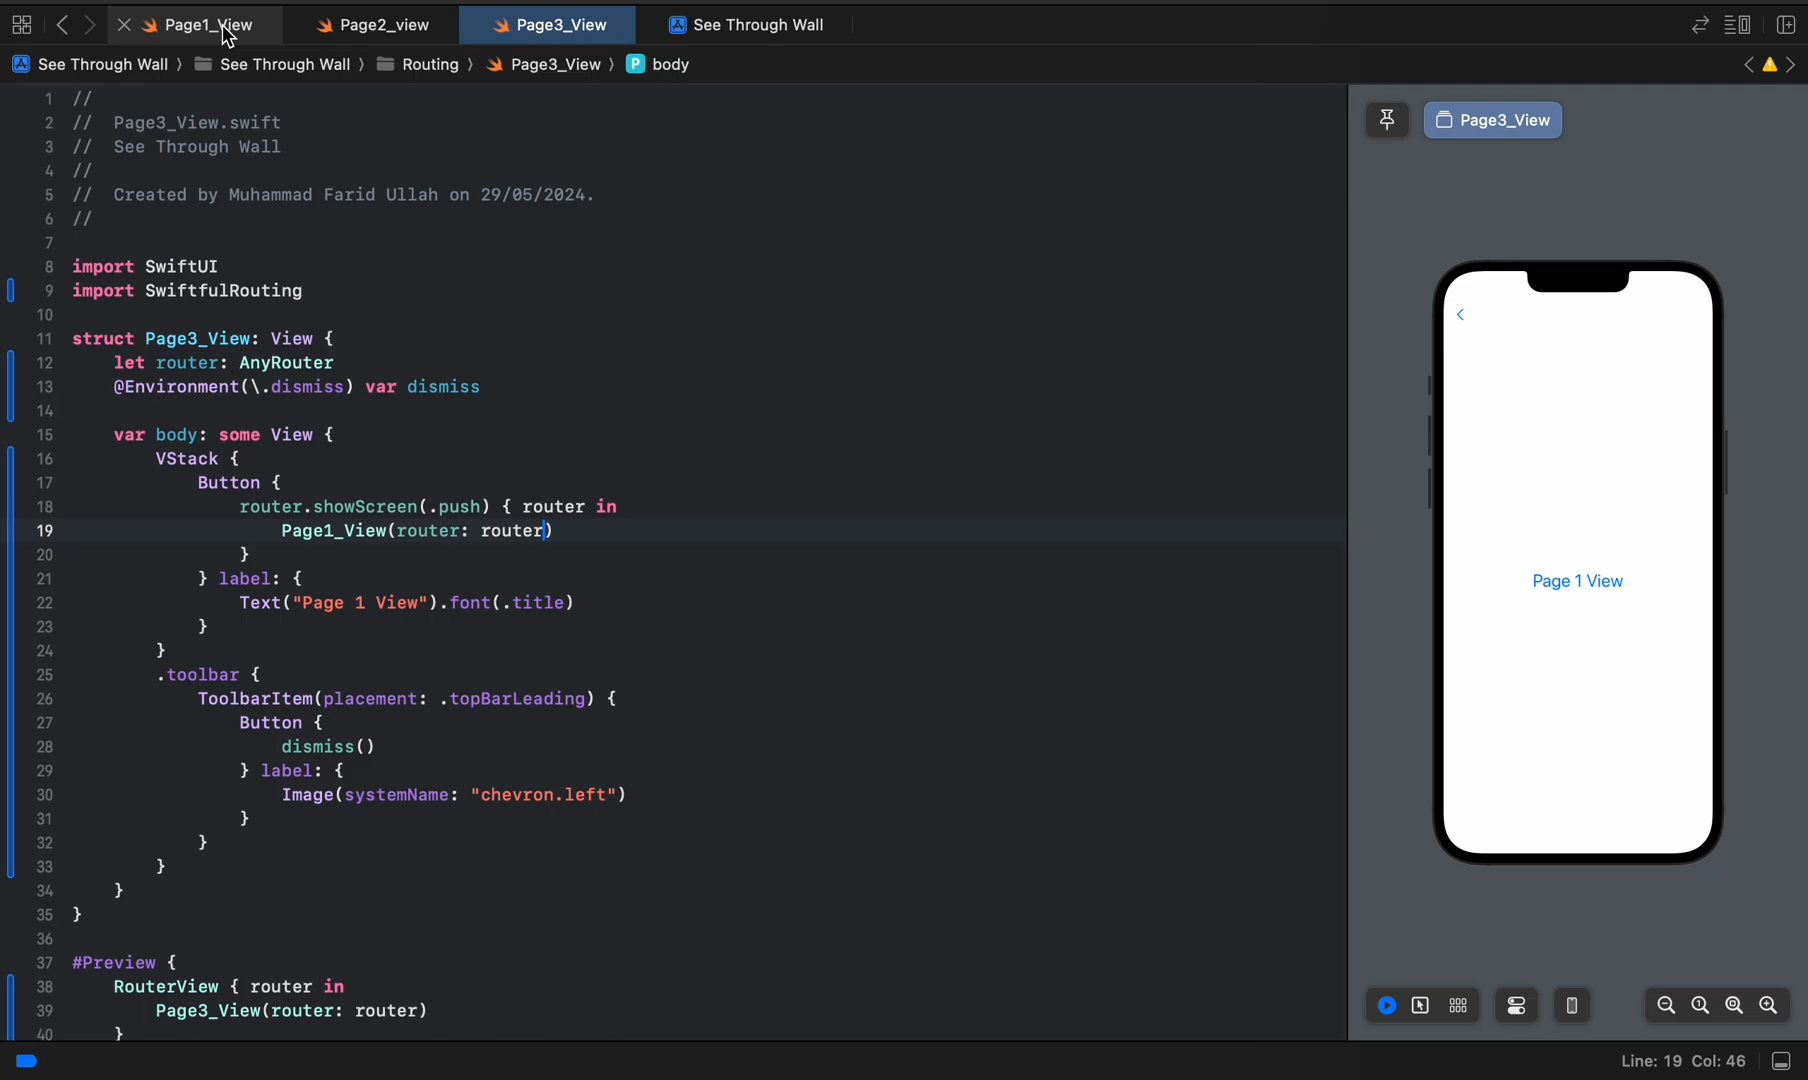 Page1_View
Page2_view
Page3_View
See Through Wall
See Through Wall 〉 See Through Wall 〉 Routing 〉 Page3_View 〉 P body
1 //
2 //  Page3_View.swift
3 //  See Through Wall
4 //
5 //  Created by Muhammad Farid Ullah on 29/05/2024.
6 //
7
8 import SwiftUI
9 import SwiftfulRouting
10
11 struct Page3_View: View {
12     let router: AnyRouter
13     @Environment(\.dismiss) var dismiss
14
15     var body: some View {
16         VStack {
17             Button {
18                 router.showScreen(.push) { router in
19                     Page1_View(router: router)
20                 }
21             } label: {
22                 Text("Page 1 View").font(.title)
23             }
24         }
25         .toolbar {
26             ToolbarItem(placement: .topBarLeading) {
27                 Button {
28                     dismiss()
29                 } label: {
30                     Image(systemName: "chevron.left")
31                 }
32             }
33         }
34     }
35 }
36
37 #Preview {
38     RouterView { router in
39         Page3_View(router: router)
40     }
Page3_View
Page 1 View
Line: 19 Col: 46